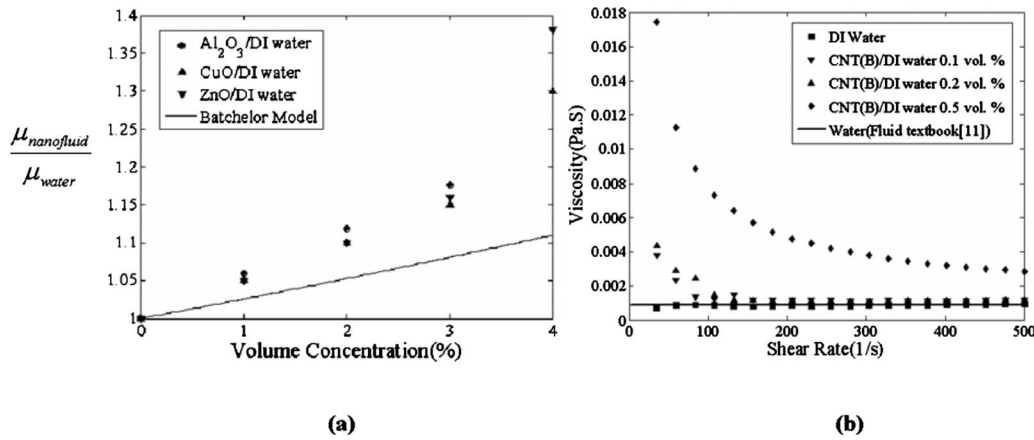 1.4
1.35
1.3
1.25
1.2
1.15
1.1
1.05
1
0
1
2
3
4
Volume Concentration(%)
μnanofluid
μwater
Al2O3/DI water
CuO/DI water
ZnO/DI water
Batchelor Model
(a)
0.018
0.016
0.014
0.012
0.01
0.008
0.006
0.004
0.002
0
0
100
200
300
400
500
Viscosity(Pa.S)
Shear Rate(1/s)
DI Water
CNT(B)/DI water 0.1 vol. %
CNT(B)/DI water 0.2 vol. %
CNT(B)/DI water 0.5 vol. %
Water(Fluid textbook[11])
(b)